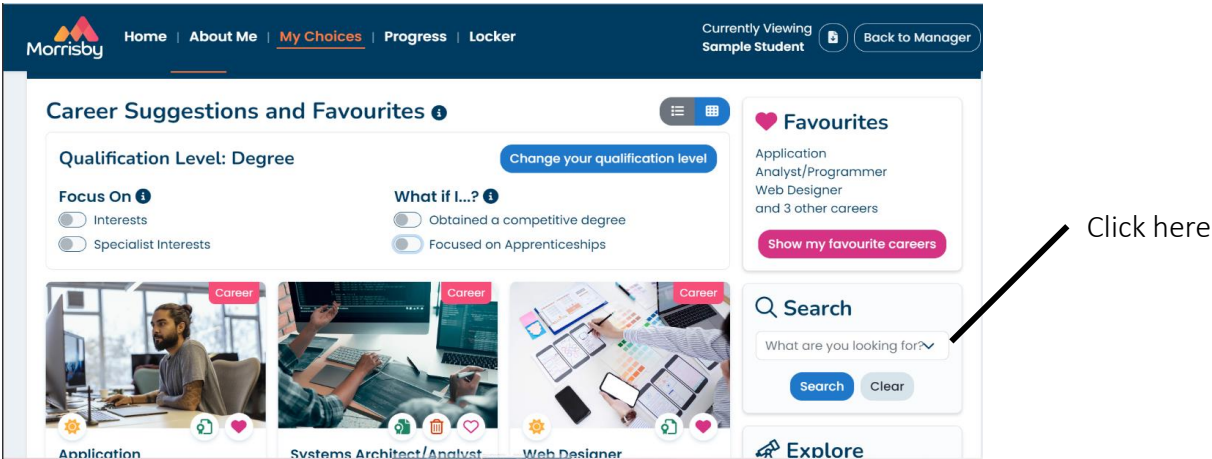 Morrisby
Home | About Me | My Choices | Progress | Locker
Currently Viewing
Sample Student
Back to Manager
Career Suggestions and Favourites
Qualification Level: Degree
Change your qualification level
Focus On
Interests
Specialist Interests
What if I...?
Obtained a competitive degree
Focused on Apprenticeships
Career
Career
Career
Application
Systems Architect/Analyst
Web Designer
Favourites
Application
Analyst/Programmer
Web Designer
and 3 other careers
Show my favourite careers
Search
What are you looking for?
Search
Clear
Explore
Click here